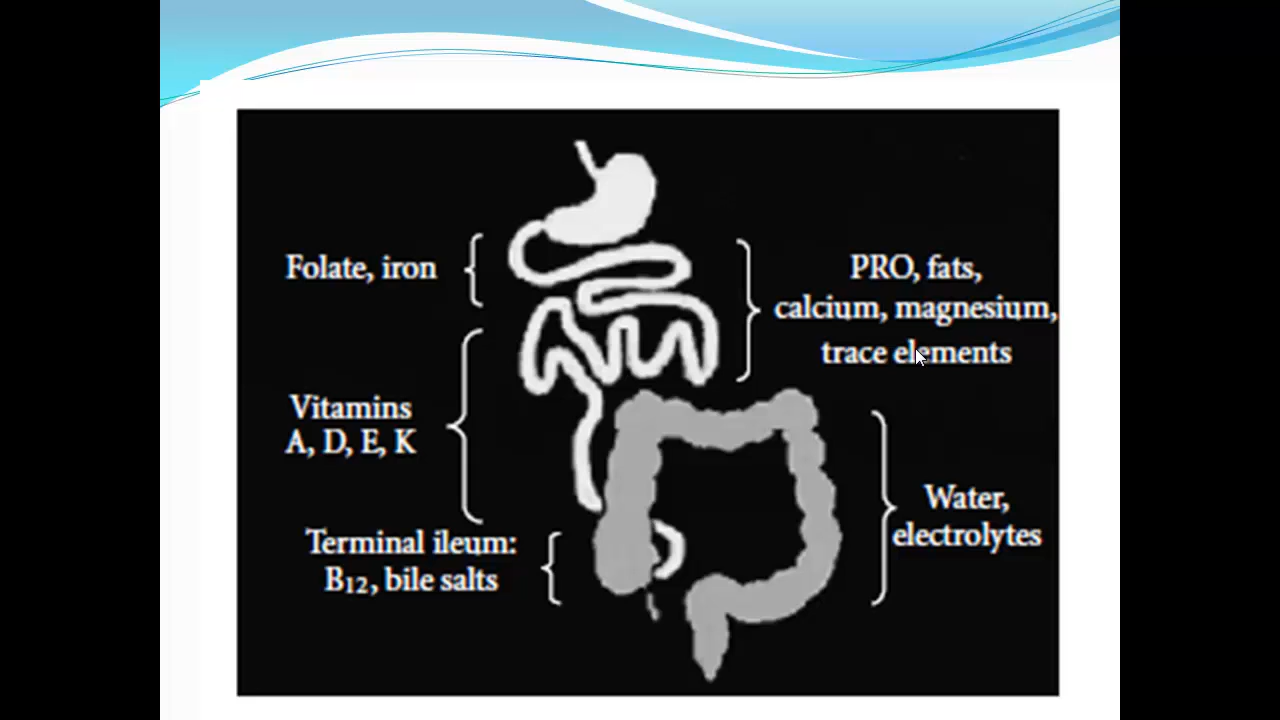 Folate, iron
Vitamins
A, D, E, K
Terminal ileum:
B12, bile salts
PRO, fats,
calcium, magnesium,
trace elements
Water,
electrolytes